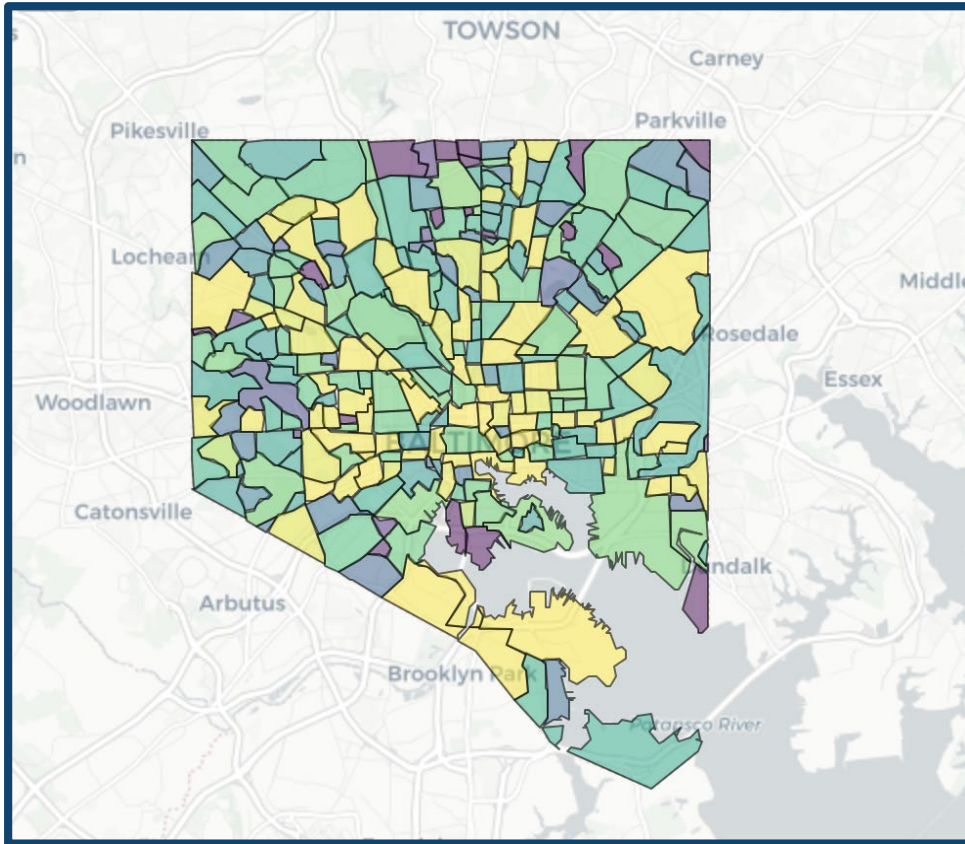 TOWSON
Carney
Pikesville
Parkville
Lochearn
Middle
Rosedale
Essex
Woodlawn
BALTIMORE
Catonsville
Dundalk
Arbutus
Brooklyn Park
Patapsco River